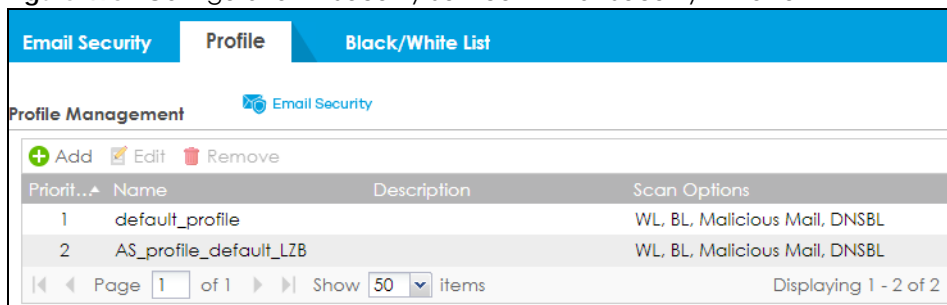 Email Security Profile Black/White List
Profile Management Email Security
Add Edit Remove
Priorit... Name Description Scan Options
1 default_profile WL, BL, Malicious Mail, DNSBL
2 AS_profile_default_LZB WL, BL, Malicious Mail, DNSBL
Page 1 of 1 Show 50 items Displaying 1 - 2 of 2